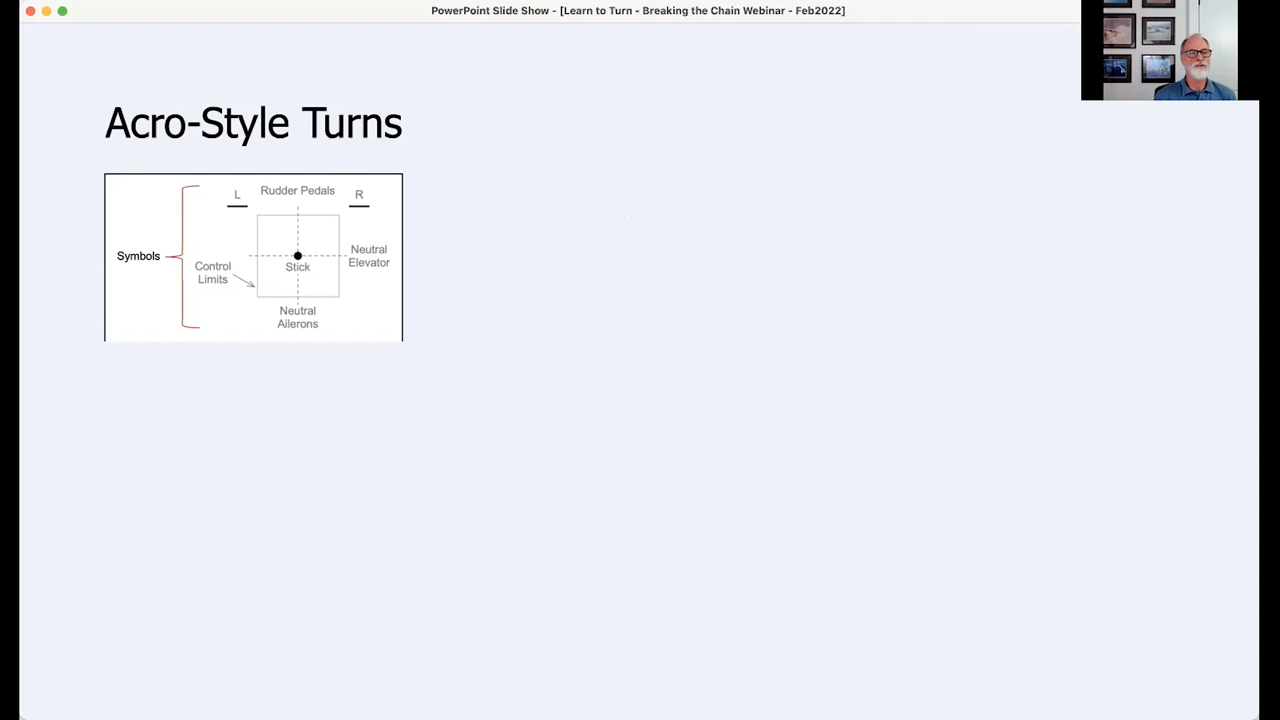 PowerPoint Slide Show - [Learn to Turn - Breaking the Chain Webinar - Feb2022]
Acro-Style Turns
Rudder Pedals
L
R
Symbols
Neutral
Elevator
Control
Limits
Stick
Neutral
Ailerons